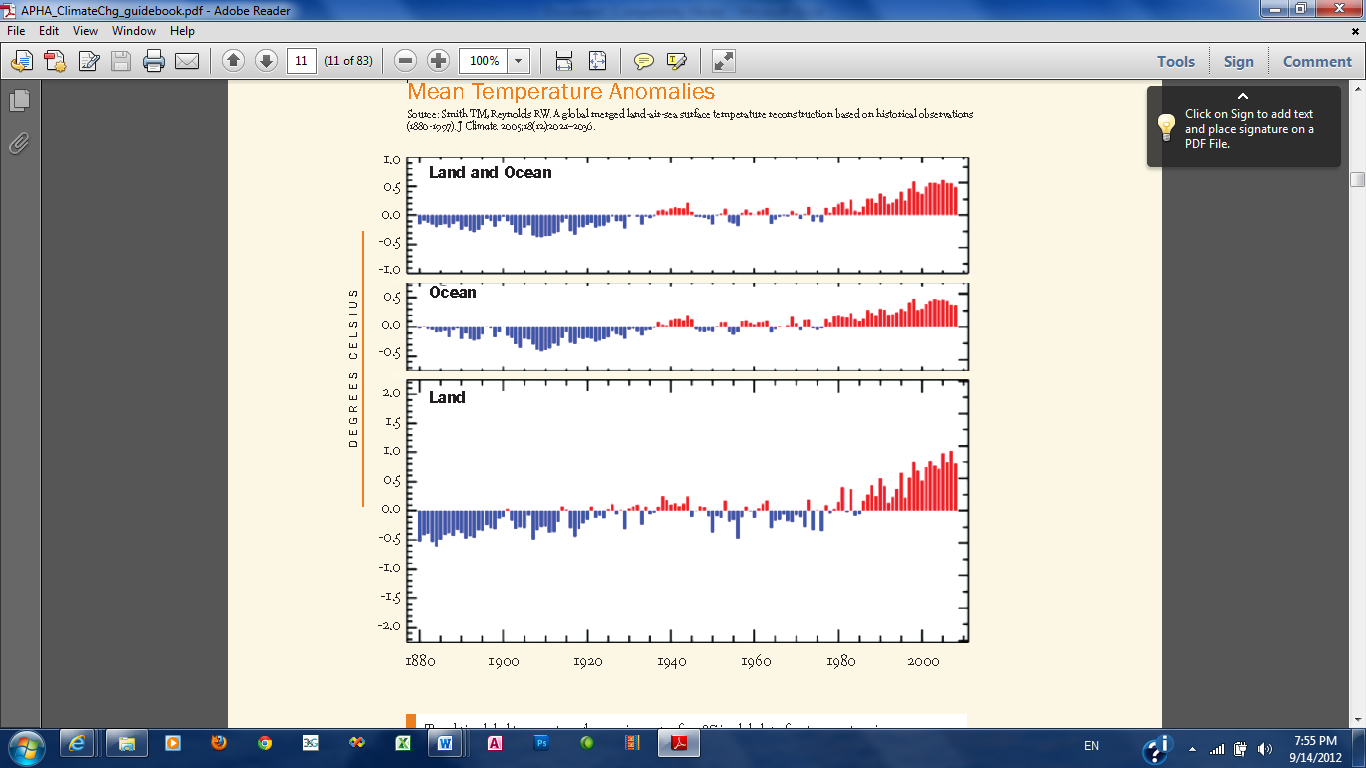 APHA_ClimateChg_guidebook.pdf - Adobe Reader
File Edit View Window Help
11 (11 of 83) 100% Tools Sign Comment
Mean Temperature Anomalies
Source: Smith TM, Reynolds RW. A global merged land-air-sea surface temperature reconstruction based on historical observations
(1880-1997). J Climate. 2005;18(12):2021–2036.
Click on Sign to add text
and place signature on a
PDF File.
DEGREES CELSIUS
Land and Ocean
1.0
0.5
0.0
-0.5
-1.0
Ocean
0.5
0.0
-0.5
Land
2.0
1.5
1.0
0.5
0.0
-0.5
-1.0
-1.5
-2.0
1880 1900 1920 1940 1960 1980 2000
EN
7:55 PM
9/14/2012